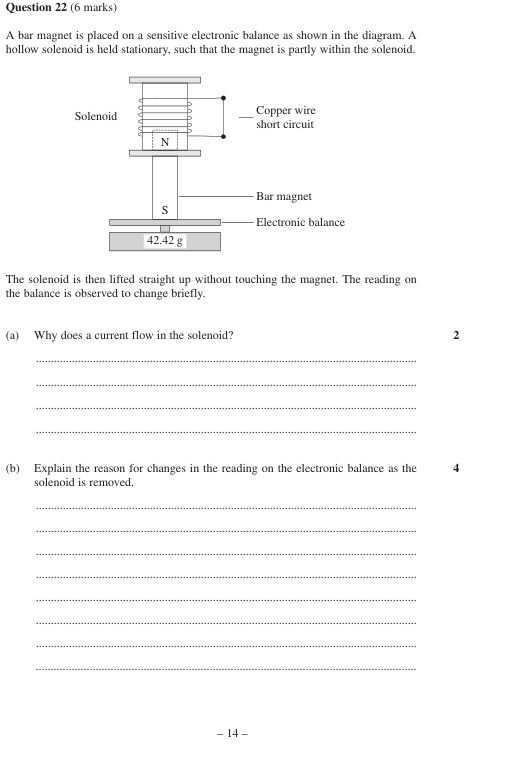 Question 22 (6 marks)
A bar magnet is placed on a sensitive electronic balance as shown in the diagram. A
hollow solenoid is held stationary, such that the magnet is partly within the solenoid.
Solenoid
Copper wire
short circuit
N
Bar magnet
S
Electronic balance
42.42 g
The solenoid is then lifted straight up without touching the magnet. The reading on
the balance is observed to change briefly.
(a) Why does a current flow in the solenoid? 2
(b) Explain the reason for changes in the reading on the electronic balance as the 4
solenoid is removed.
– 14 –